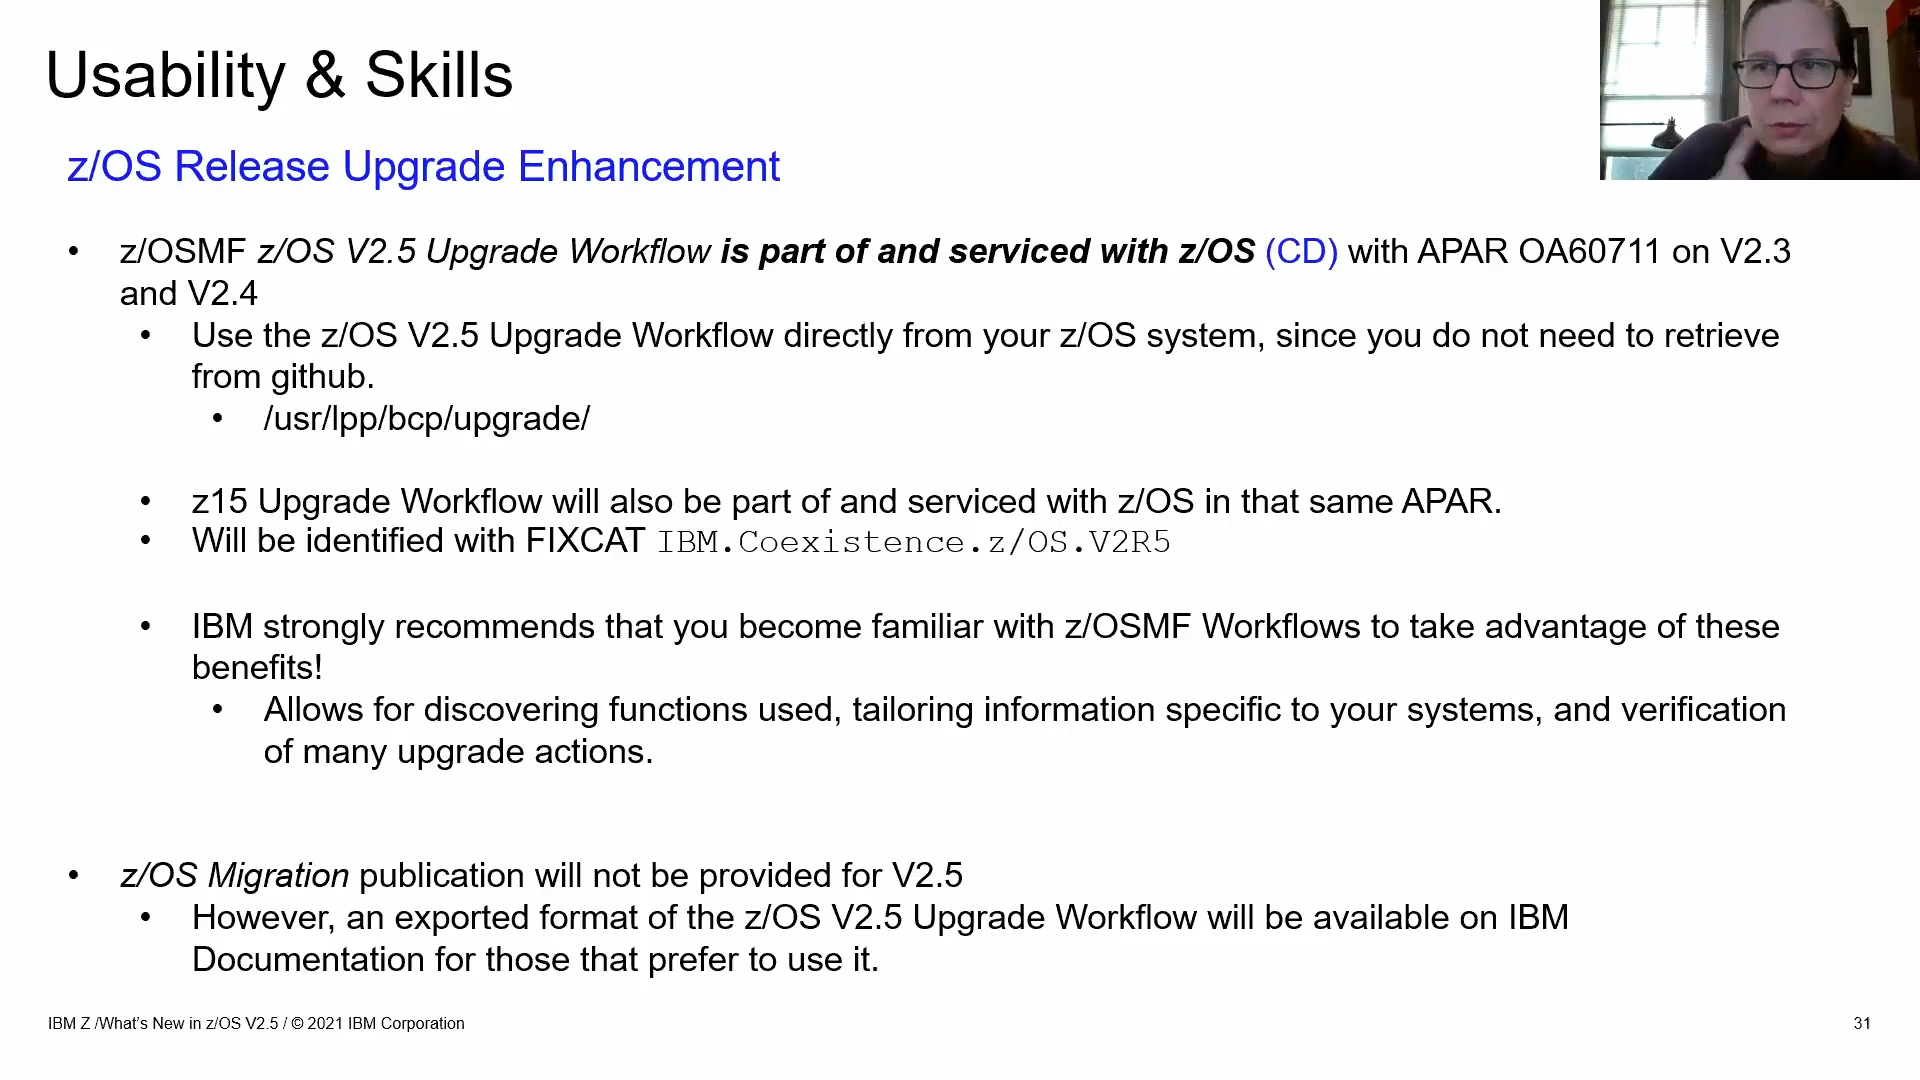 Usability & Skills
z/OS Release Upgrade Enhancement
• z/OSMF z/OS V2.5 Upgrade Workflow is part of and serviced with z/OS (CD) with APAR OA60711 on V2.3
and V2.4
• Use the z/OS V2.5 Upgrade Workflow directly from your z/OS system, since you do not need to retrieve
from github.
• /usr/lpp/bcp/upgrade/
• z15 Upgrade Workflow will also be part of and serviced with z/OS in that same APAR.
• Will be identified with FIXCAT IBM.Coexistence.z/OS.V2R5
• IBM strongly recommends that you become familiar with z/OSMF Workflows to take advantage of these
benefits!
• Allows for discovering functions used, tailoring information specific to your systems, and verification
of many upgrade actions.
• z/OS Migration publication will not be provided for V2.5
• However, an exported format of the z/OS V2.5 Upgrade Workflow will be available on IBM
Documentation for those that prefer to use it.
IBM Z /What’s New in z/OS V2.5 / © 2021 IBM Corporation
31